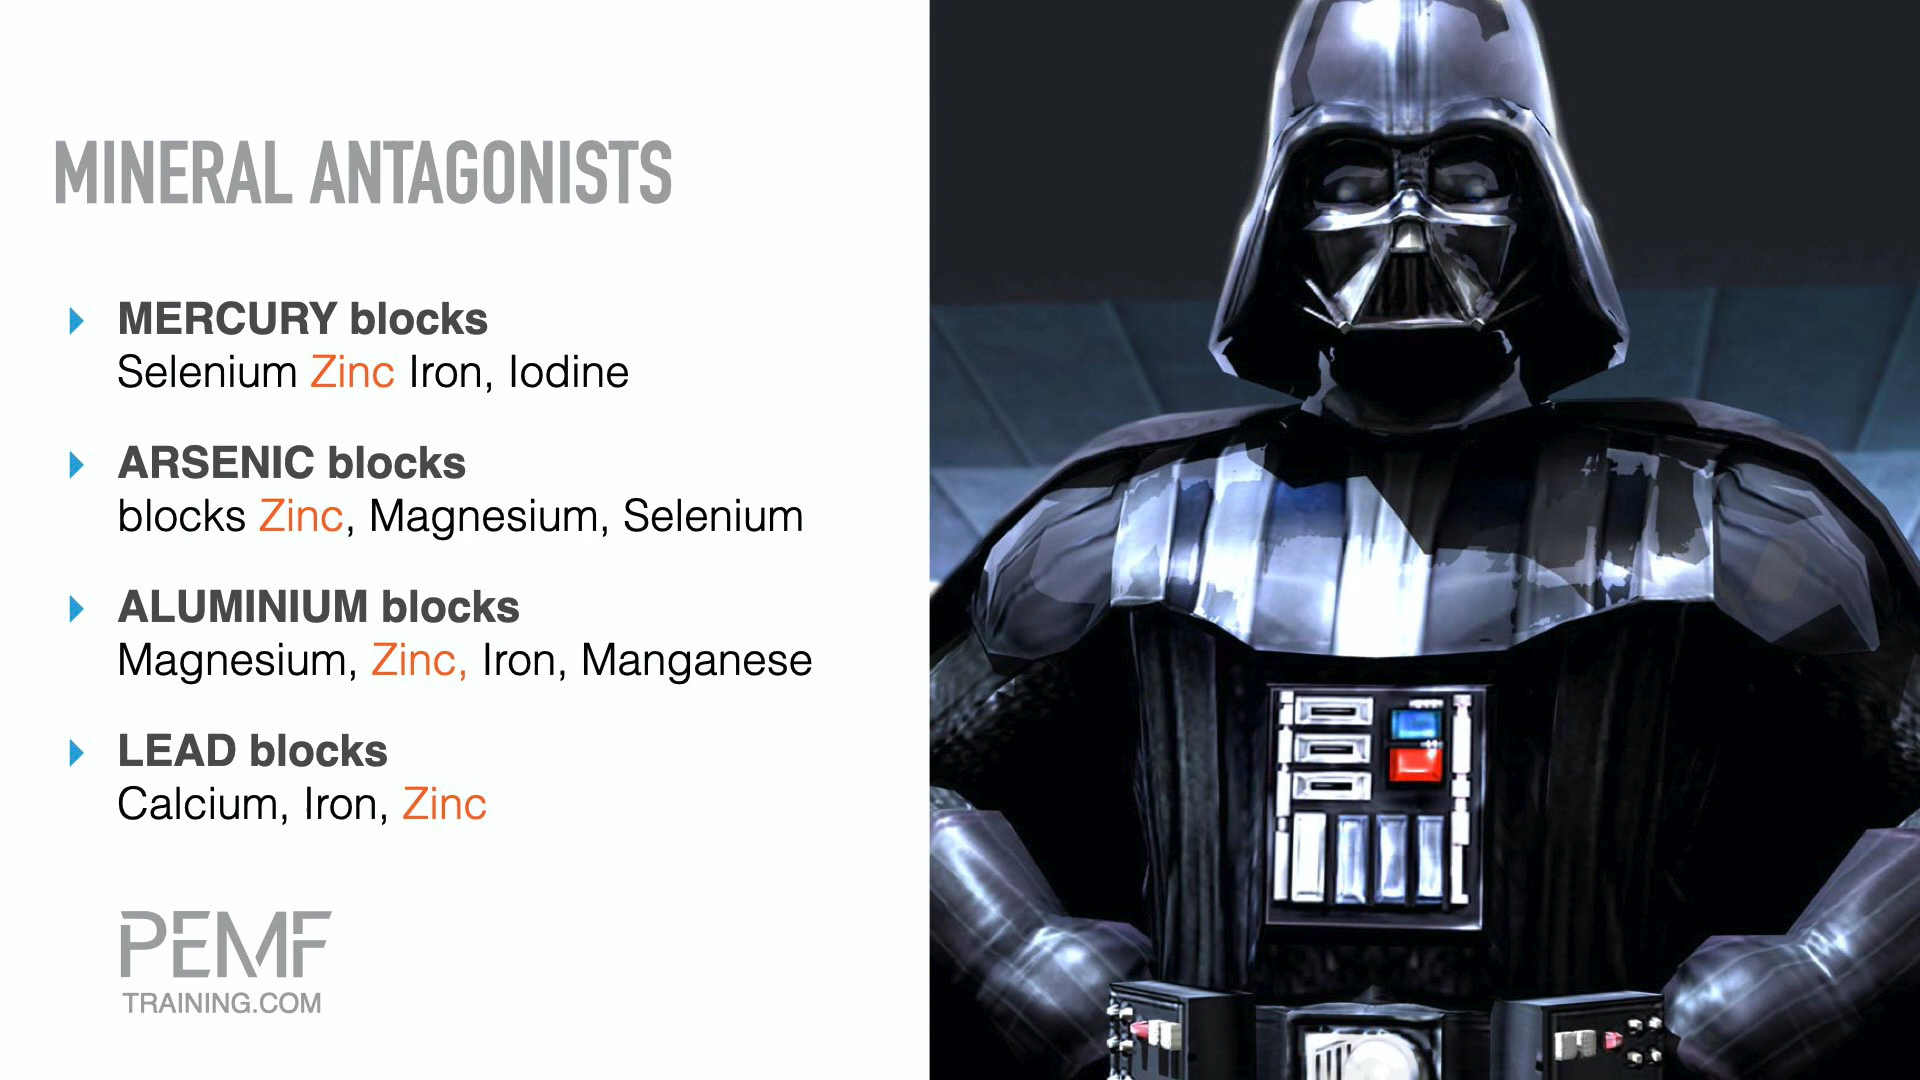 MINERAL ANTAGONISTS
MERCURY blocks
Selenium Zinc Iron, Iodine
ARSENIC blocks
blocks Zinc, Magnesium, Selenium
ALUMINIUM blocks
Magnesium, Zinc, Iron, Manganese
LEAD blocks
Calcium, Iron, Zinc
PEMF
TRAINING.COM